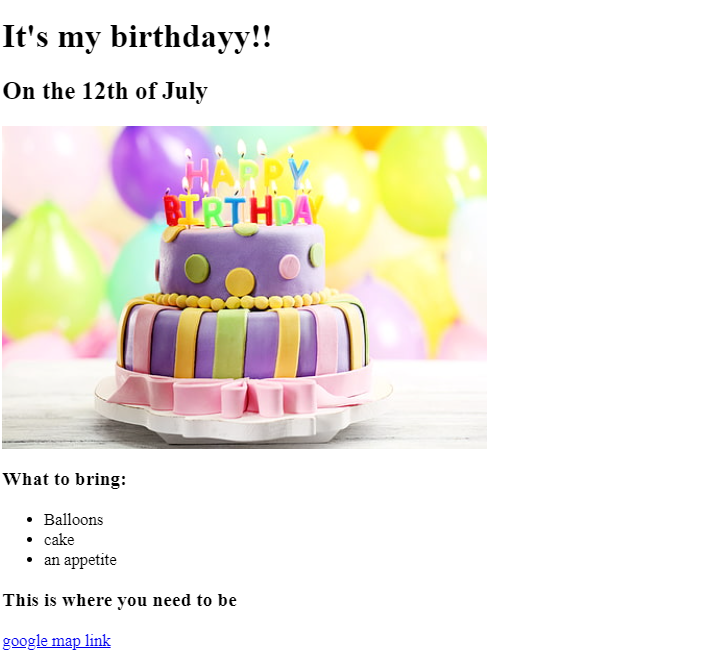 It's my birthdayy!!
On the 12th of July
HAPPY
BIRTHDAY
What to bring:
Balloons
cake
an appetite
This is where you need to be
google map link